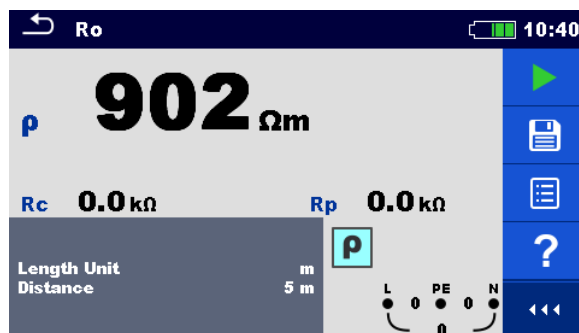 Ro 10:40
ρ 902 Ωm
Rc 0.0 kΩ Rp 0.0 kΩ
ρ
Length Unit m
Distance 5 m
L PE N
0 0
0
?